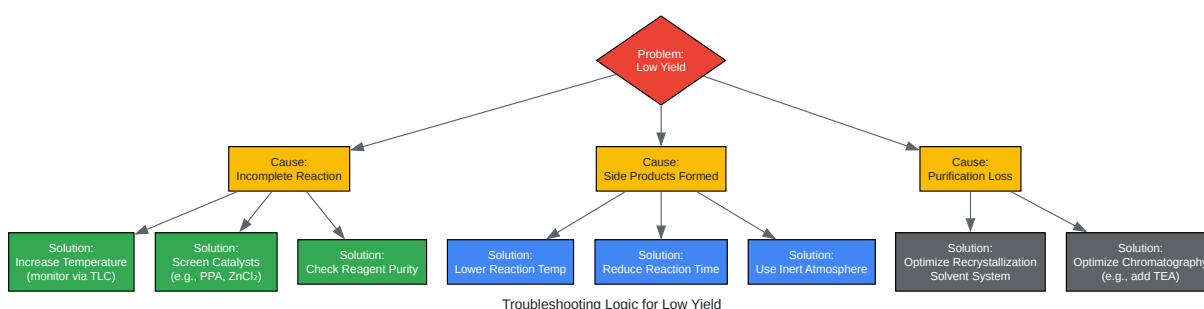 Problem:
Low Yield
Cause:
Incomplete Reaction
Cause:
Side Products Formed
Cause:
Purification Loss
Solution:
Increase Temperature
(monitor via TLC)
Solution:
Screen Catalysts
(e.g., PPA, ZnCl₂)
Solution:
Check Reagent Purity
Solution:
Lower Reaction Temp
Solution:
Reduce Reaction Time
Solution:
Use Inert Atmosphere
Solution:
Optimize Recrystallization
Solvent System
Solution:
Optimize Chromatography
(e.g., add TEA)
Troubleshooting Logic for Low Yield